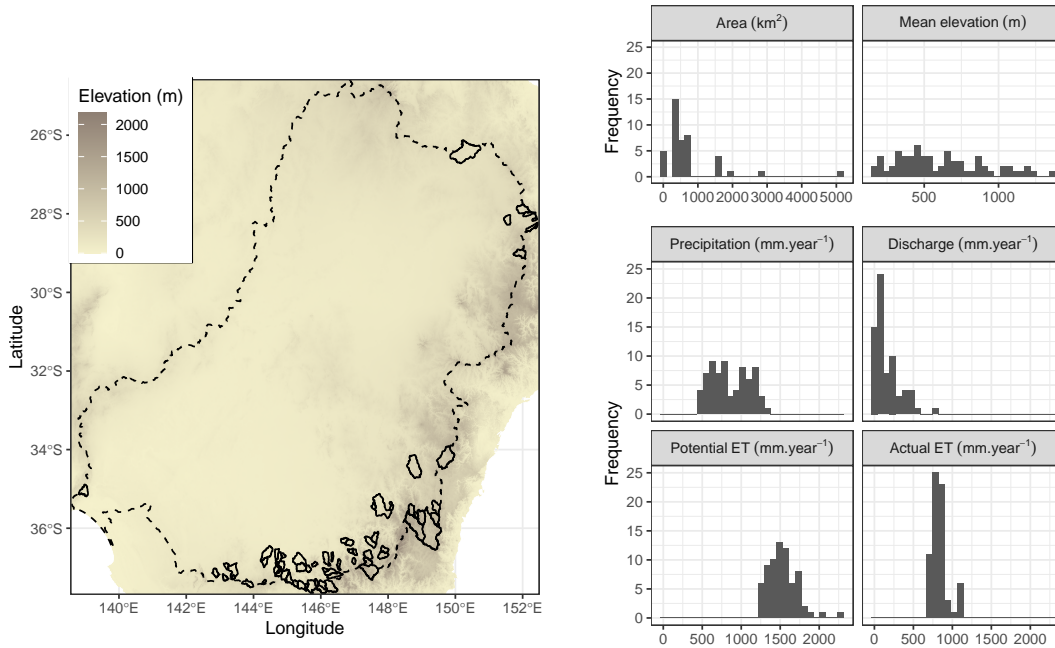 Elevation (m)
2000
1500
1000
500
0
26°S
28°S
30°S
32°S
34°S
36°S
Latitude
140°E 142°E 144°E 146°E 148°E 150°E 152°E
Longitude
Area (km²) Mean elevation (m)
25
20
15
10
5
0
Frequency
0 1000 2000 3000 4000 5000 500 1000
Precipitation (mm.year⁻¹) Discharge (mm.year⁻¹)
25
20
15
10
5
0
Frequency
Potential ET (mm.year⁻¹) Actual ET (mm.year⁻¹)
25
20
15
10
5
0
0 500 1000 1500 2000 0 500 1000 1500 2000